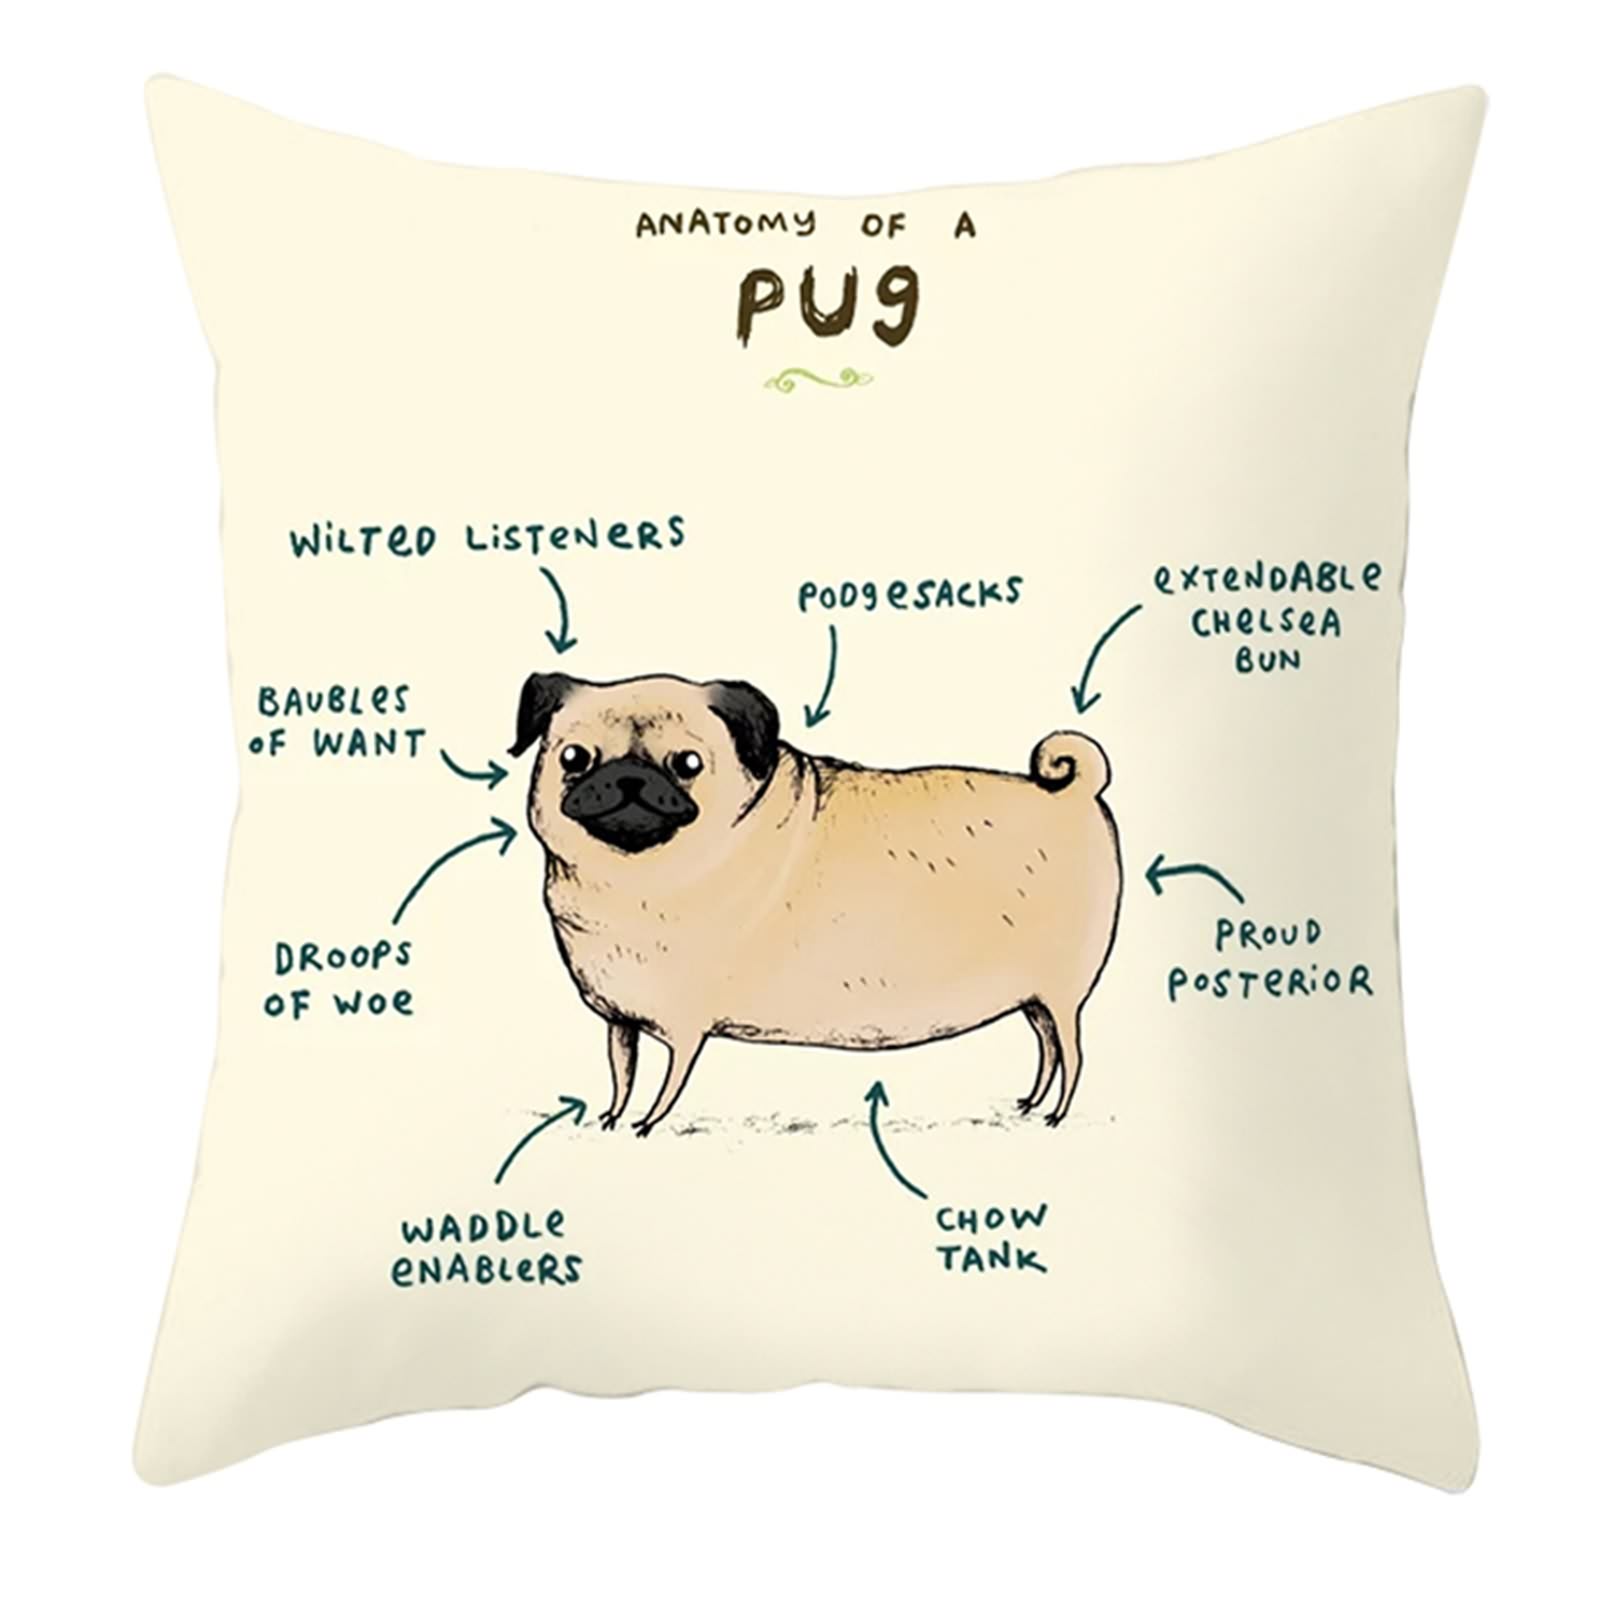 ANATOMY OF A
PUG
WILTED LISTENERS
PODGESACKS
EXTENDABLE
CHELSEA
BUN
BAUBLES
OF WANT
DROOPS
OF WOE
PROUD
POSTERIOR
WADDLE
ENABLERS
CHOW
TANK